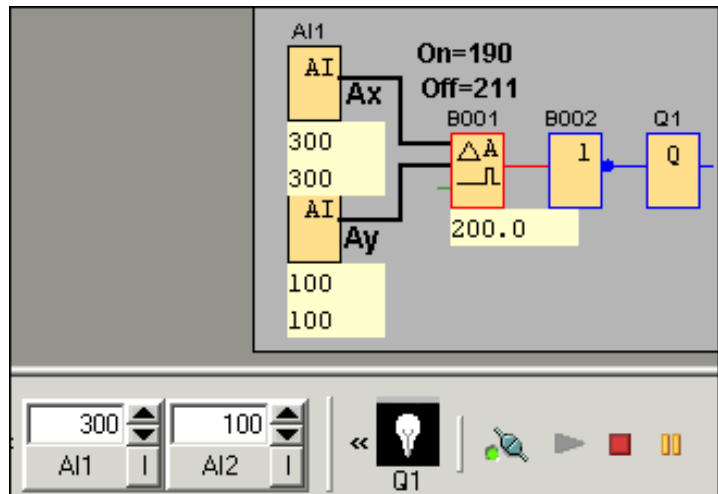 AI1
On=190
Off=211
AI
Ax
B001
B002
Q1
ΔA
1
Q
300
300
AI
Ay
200.0
100
100
300
100
«
AI1
I
AI2
I
Q1